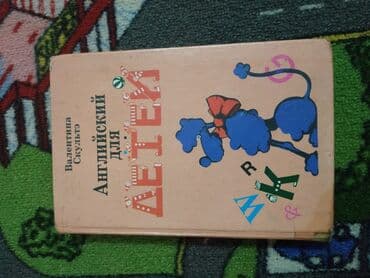 Валентина
Скультэ
Английский
для
ДЕТЕЙ
G
R
W K
&